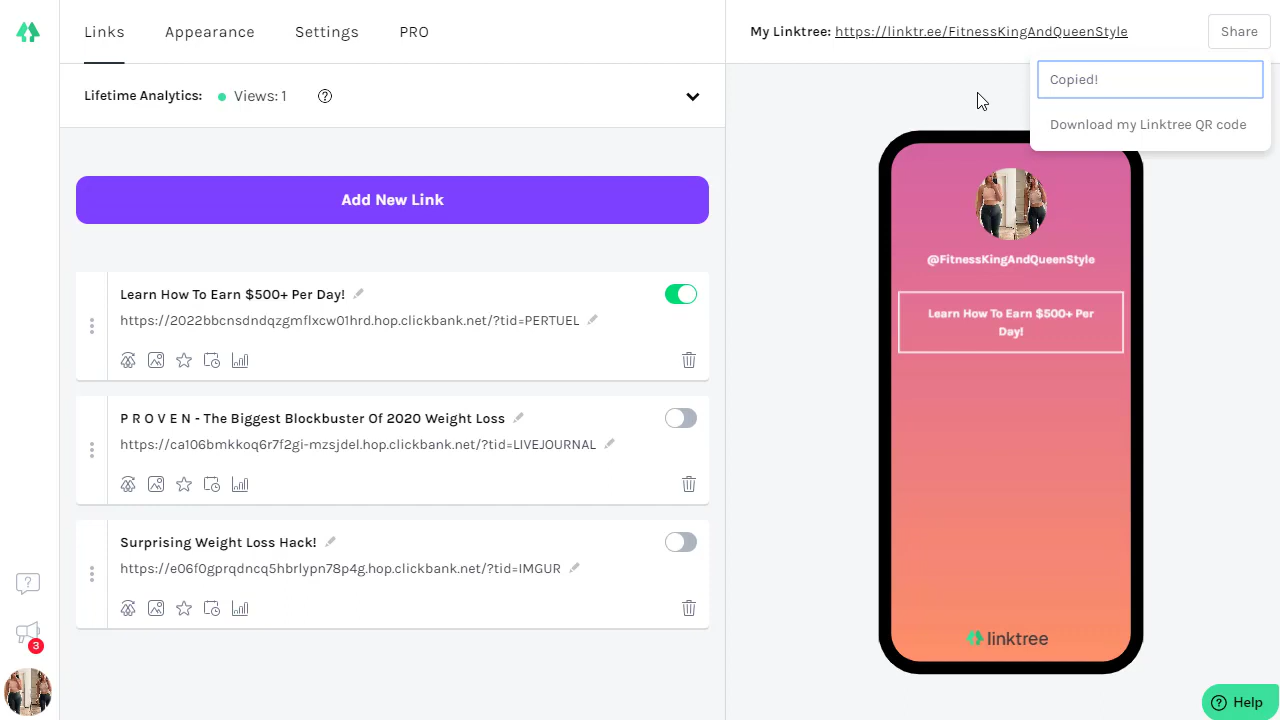 Links
Appearance
Settings
PRO
My Linktree: https://linktr.ee/FitnessKingAndQueenStyle
Share
Copied!
Download my Linktree QR code
Lifetime Analytics:
Views: 1
Add New Link
Learn How To Earn $500+ Per Day!
https://2022bbcnsdndqzgmflxcw01hrd.hop.clickbank.net/?tid=PERTUEL
P R O V E N - The Biggest Blockbuster Of 2020 Weight Loss
https://ca106bmkkoq6r7f2gi-mzsjdel.hop.clickbank.net/?tid=LIVEJOURNAL
Surprising Weight Loss Hack!
https://e06f0gprqdncq5hbrlypn78p4g.hop.clickbank.net/?tid=IMGUR
@FitnessKingAndQueenStyle
Learn How To Earn $500+ Per
Day!
linktree
3
Help